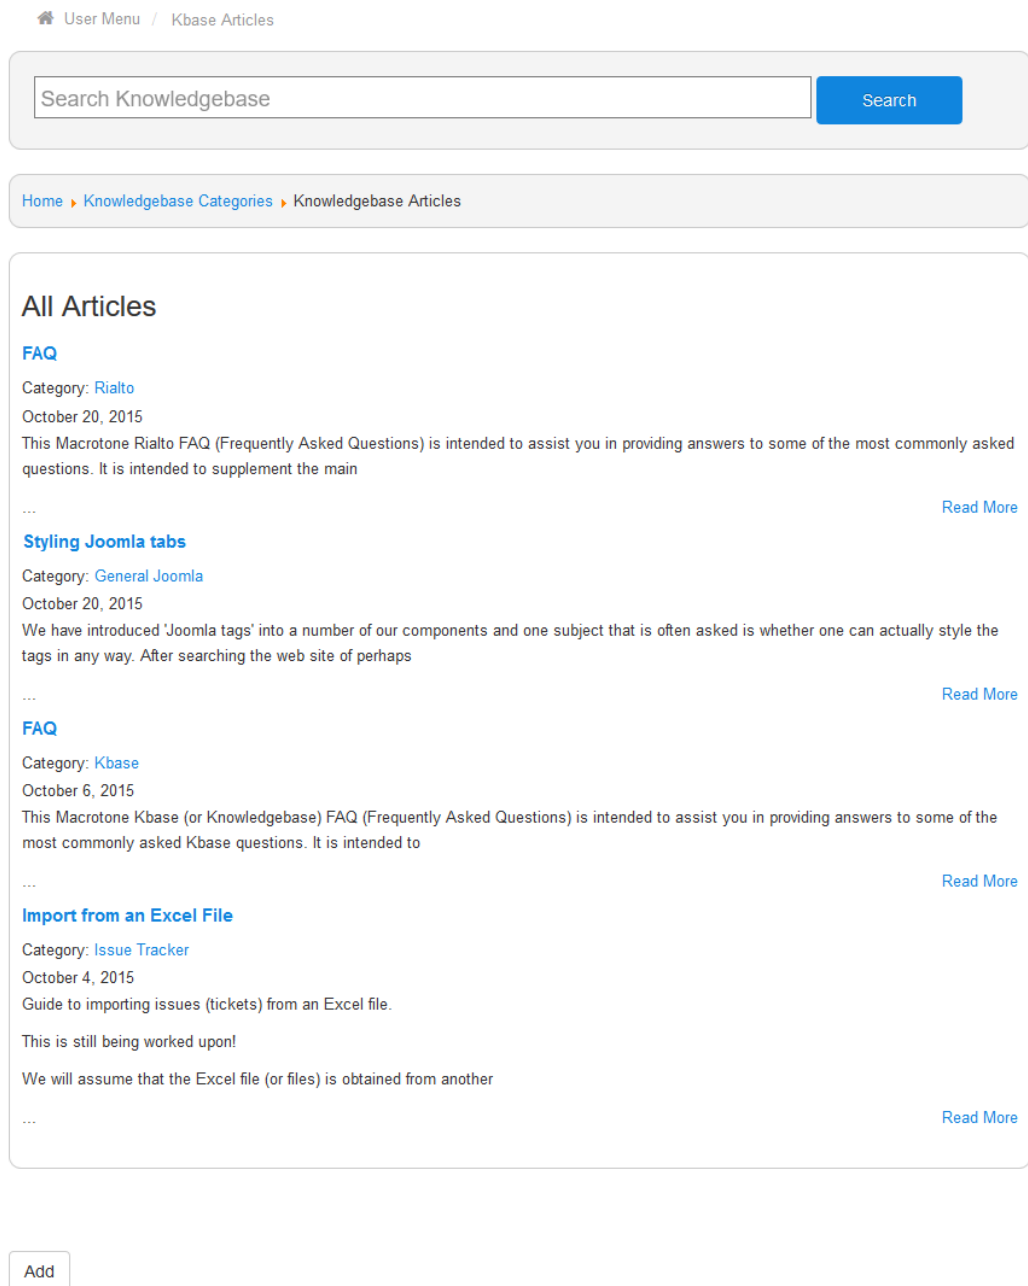 User Menu / Kbase Articles
Search Knowledgebase
Search
Home Knowledgebase Categories Knowledgebase Articles
All Articles
FAQ
Category: Rialto
October 20, 2015
This Macrotone Rialto FAQ (Frequently Asked Questions) is intended to assist you in providing answers to some of the most commonly asked
questions. It is intended to supplement the main
... Read More
Styling Joomla tabs
Category: General Joomla
October 20, 2015
We have introduced 'Joomla tags' into a number of our components and one subject that is often asked is whether one can actually style the
tags in any way. After searching the web site of perhaps
... Read More
FAQ
Category: Kbase
October 6, 2015
This Macrotone Kbase (or Knowledgebase) FAQ (Frequently Asked Questions) is intended to assist you in providing answers to some of the
most commonly asked Kbase questions. It is intended to
... Read More
Import from an Excel File
Category: Issue Tracker
October 4, 2015
Guide to importing issues (tickets) from an Excel file.
This is still being worked upon!
We will assume that the Excel file (or files) is obtained from another
... Read More
Add